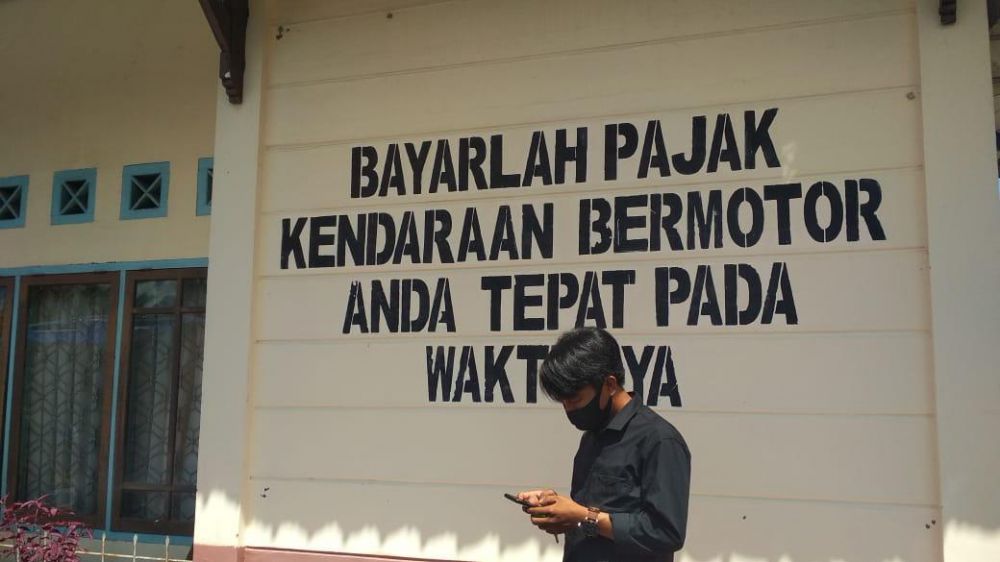 BAYARLAH PAJAK
KENDARAAN BERMOTOR
ANDA TEPAT PADA
WAKTUNYA